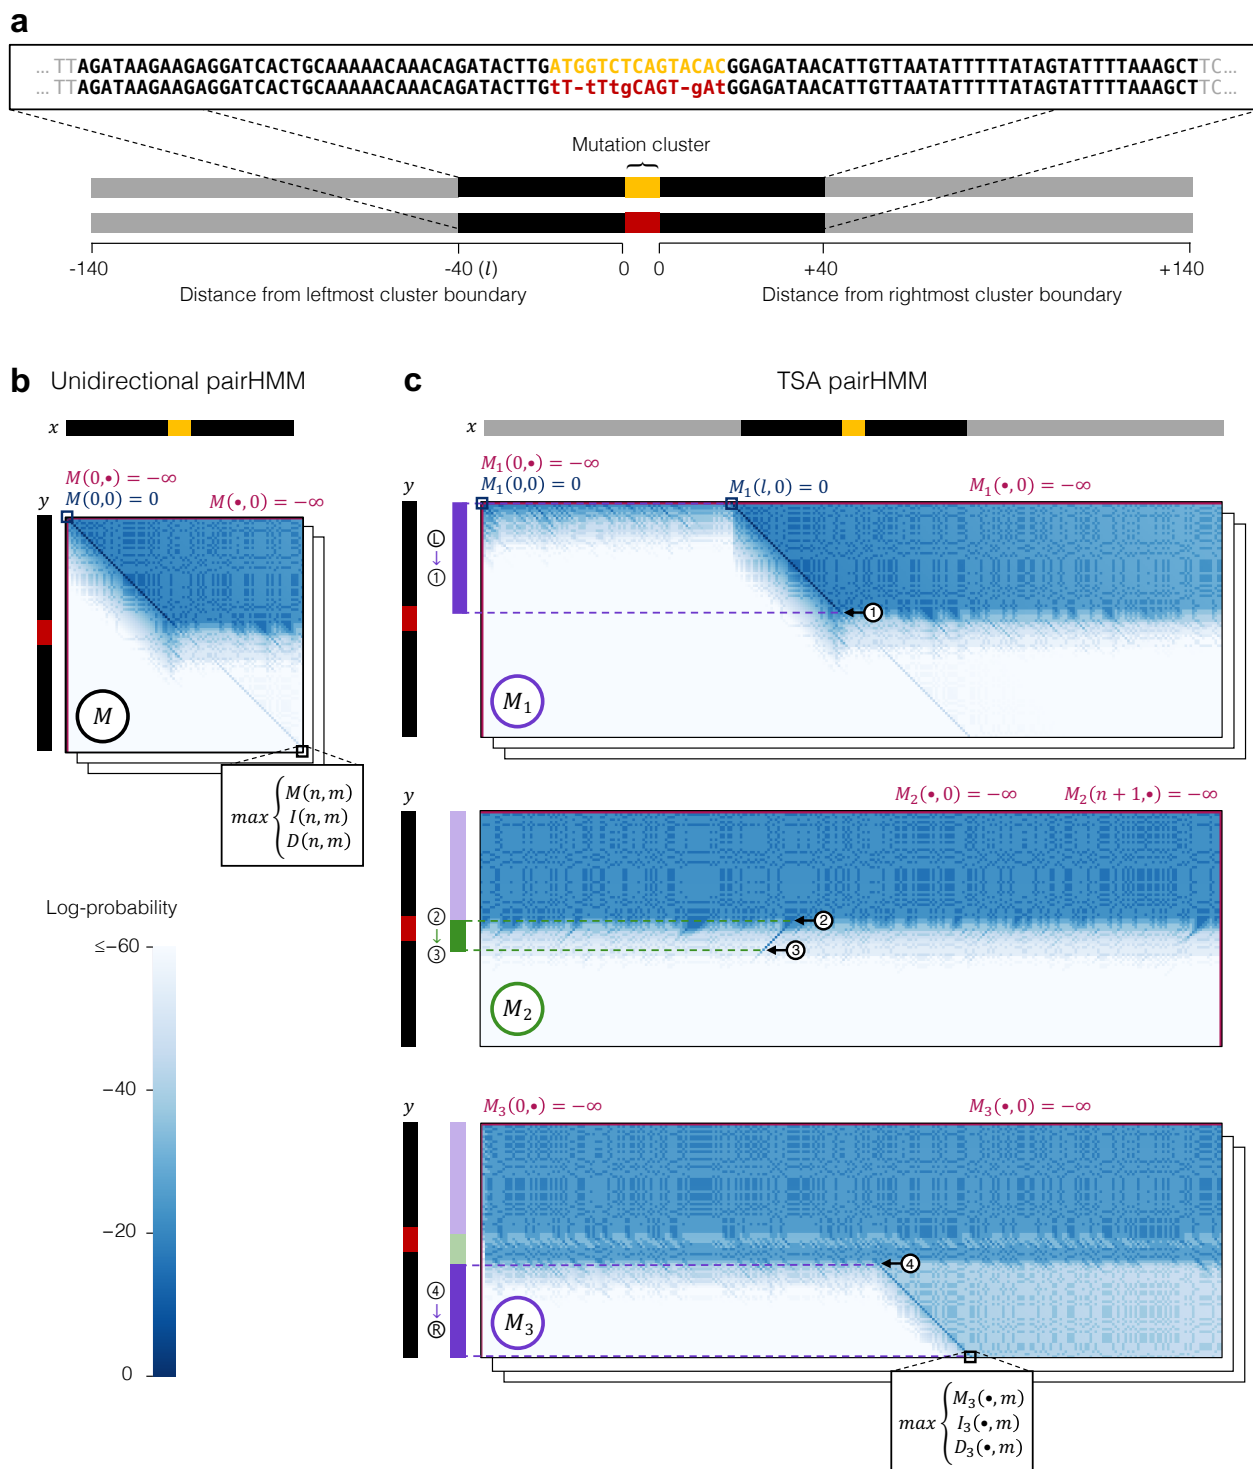 a
... TTAGATAAGAAGAGGATCACTGCAAAAACAAACAGATACTTGATGGTCTCAGTACACGGAGATAACATTGTTAATATTTTTATAGTATTTTAAAGCTTC...
... TTAGATAAGAAGAGGATCACTGCAAAAACAAACAGATACTTGtT-tTtgCAGT-gAtGGAGATAACATTGTTAATATTTTTATAGTATTTTAAAGCTTC...
Mutation cluster
-140 -40 (l) 0 0 +40 +140
Distance from leftmost cluster boundary Distance from rightmost cluster boundary
b Unidirectional pairHMM
x
M(0,•) = −∞
y M(0,0) = 0 M(•,0) = −∞
M
max { M(n,m)
I(n,m)
D(n,m)
Log-probability
≤−60
−40
−20
0
c TSA pairHMM
x
M₁(0,•) = −∞
y M₁(0,0) = 0 M₁(l,0) = 0 M₁(•,0) = −∞
Ⓛ
↓
①
①
M₁
y M₂(•,0) = −∞ M₂(n + 1,•) = −∞
②
↓
③
②
③
M₂
y M₃(0,•) = −∞ M₃(•,0) = −∞
④
④
↓
Ⓡ
M₃
max { M₃(•,m)
I₃(•,m)
D₃(•,m)